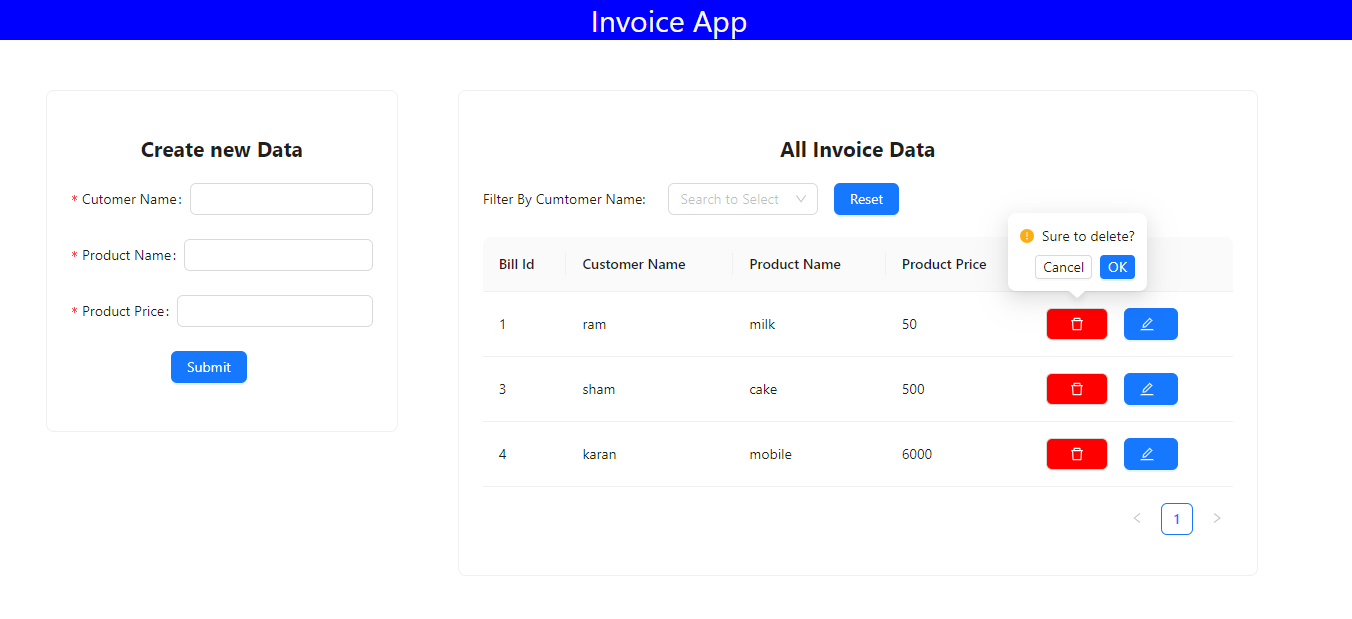 Invoice App
Create new Data
* Cutomer Name:
* Product Name:
* Product Price:
Submit
All Invoice Data
Filter By Cumtomer Name: Search to Select Reset
Sure to delete?
Cancel OK
Bill Id Customer Name Product Name Product Price
1 ram milk 50
3 sham cake 500
4 karan mobile 6000
< 1 >